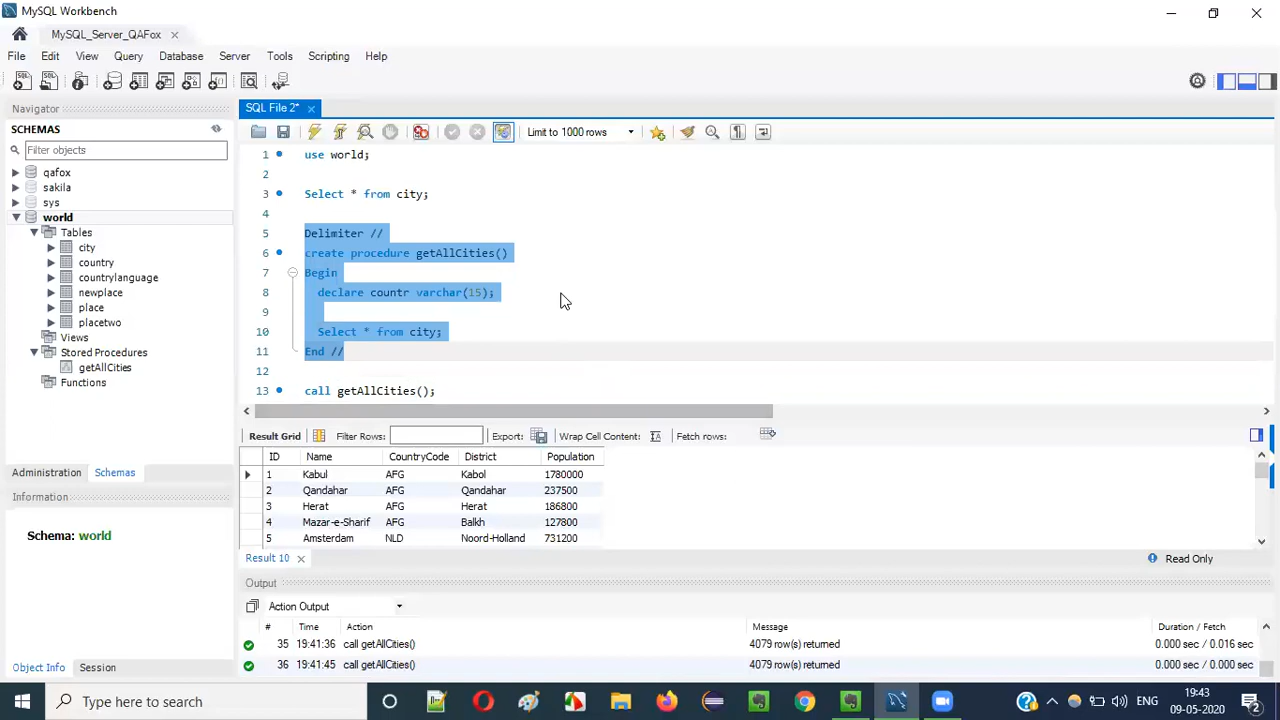 MySQL Workbench
MySQL_Server_QAFox
File Edit View Query Database Server Tools Scripting Help
Navigator
SCHEMAS
Filter objects
qafox
sakila
sys
world
Tables
city
country
countrylanguage
newplace
place
placetwo
Views
Stored Procedures
getAllCities
Functions
Administration Schemas
Information
Schema: world
Object Info Session
SQL File 2*
Limit to 1000 rows
1 use world;
2
3 Select * from city;
4
5 Delimiter //
6 create procedure getAllCities()
7 Begin
8 declare countr varchar(15);
9
10 Select * from city;
11 End //
12
13 call getAllCities();
Result Grid Filter Rows: Export: Wrap Cell Content: Fetch rows:
ID Name CountryCode District Population
1 Kabul AFG Kabol 1780000
2 Qandahar AFG Qandahar 237500
3 Herat AFG Herat 186800
4 Mazar-e-Sharif AFG Balkh 127800
5 Amsterdam NLD Noord-Holland 731200
Result 10 Read Only
Output
Action Output
# Time Action Message Duration / Fetch
35 19:41:36 call getAllCities() 4079 row(s) returned 0.000 sec / 0.016 sec
36 19:41:45 call getAllCities() 4079 row(s) returned 0.000 sec / 0.000 sec
Type here to search
ENG
19:43
09-05-2020
2